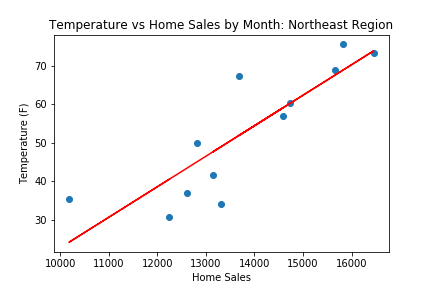 Temperature vs Home Sales by Month: Northeast Region
Temperature (F)
70
60
50
40
30
10000 11000 12000 13000 14000 15000 16000
Home Sales